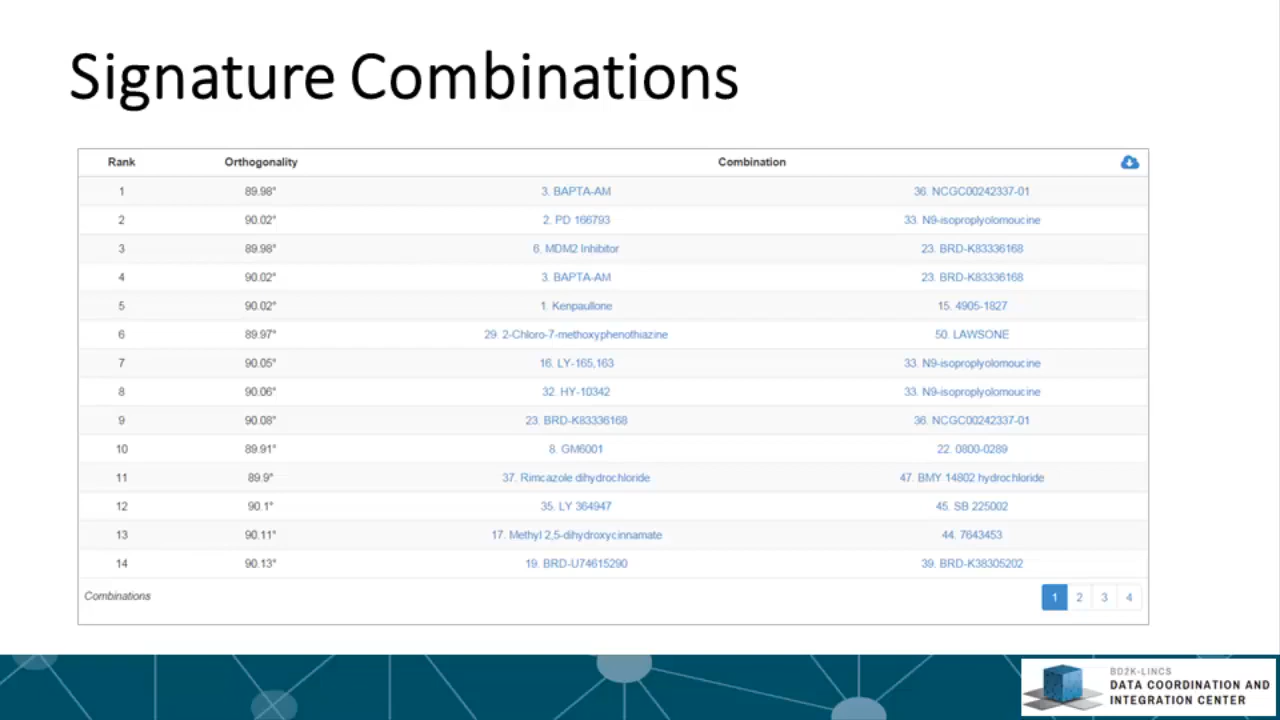 Signature Combinations
Rank Orthogonality Combination
1 89.98° 3. BAPTA-AM 36. NCGC00242337-01
2 90.02° 2. PD 166793 33. N9-isoproplyolomoucine
3 89.98° 6. MDM2 Inhibitor 23. BRD-K83336168
4 90.02° 3. BAPTA-AM 23. BRD-K83336168
5 90.02° 1. Kenpaullone 15. 4905-1827
6 89.97° 29. 2-Chloro-7-methoxyphenothiazine 50. LAWSONE
7 90.05° 16. LY-165,163 33. N9-isoproplyolomoucine
8 90.06° 32. HY-10342 33. N9-isoproplyolomoucine
9 90.08° 23. BRD-K83336168 36. NCGC00242337-01
10 89.91° 8. GM6001 22. 0800-0289
11 89.9° 37. Rimcazole dihydrochloride 47. BMY 14802 hydrochloride
12 90.1° 35. LY 364947 45. SB 225002
13 90.11° 17. Methyl 2,5-dihydroxycinnamate 44. 7643453
14 90.13° 19. BRD-U74615290 39. BRD-K38305202
Combinations 1 2 3 4
BD2K-LINCS
DATA COORDINATION AND
INTEGRATION CENTER